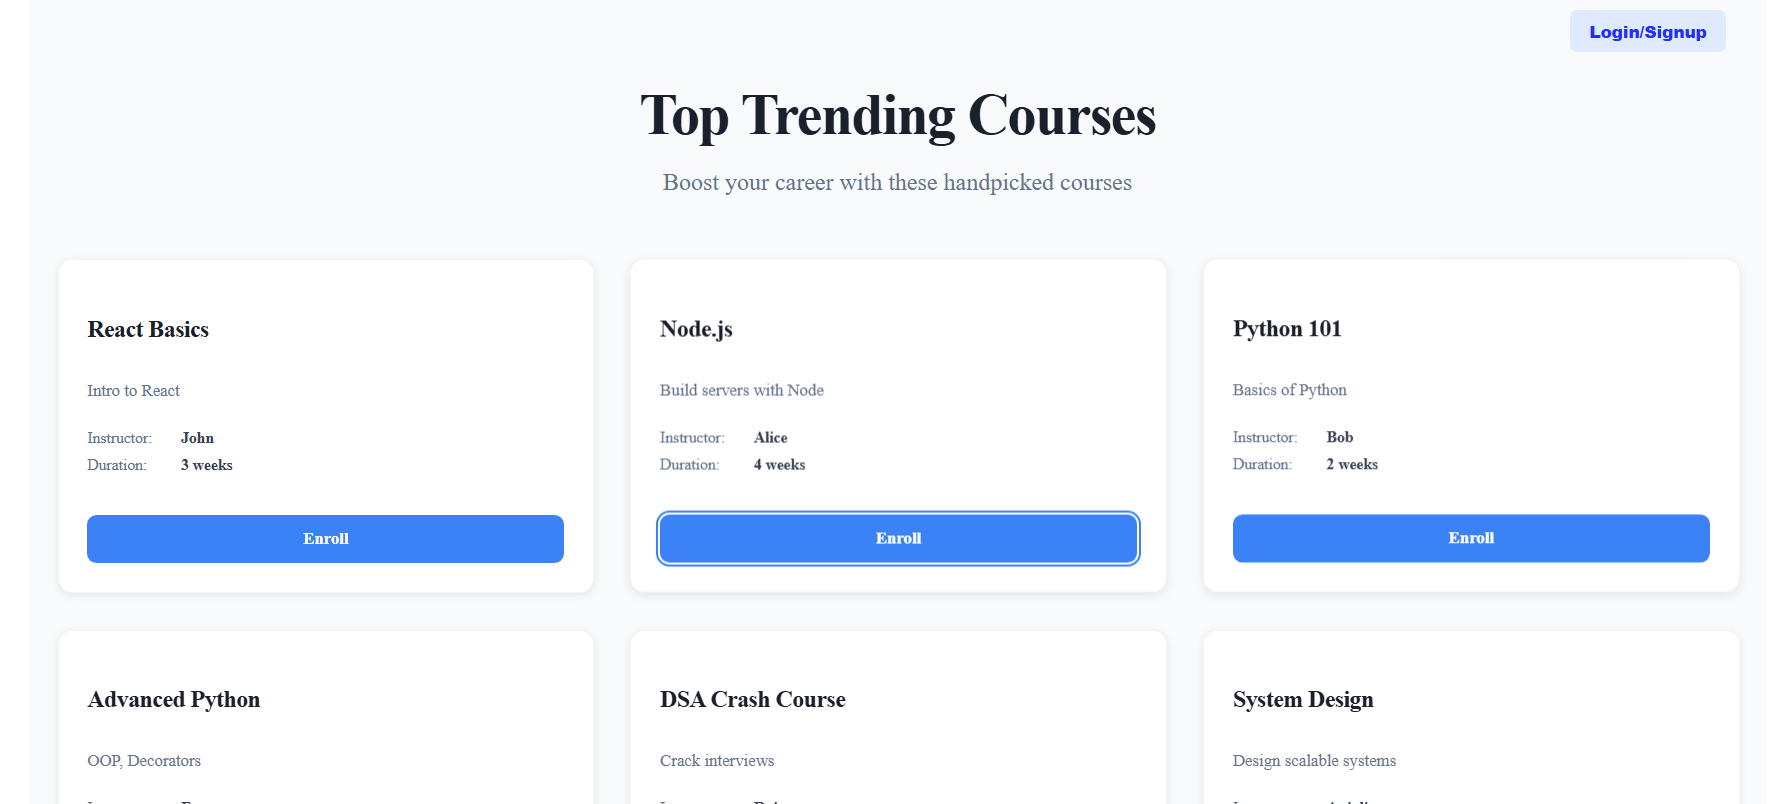 Login/Signup
Top Trending Courses
Boost your career with these handpicked courses
React Basics
Intro to React
Instructor: John
Duration: 3 weeks
Enroll
Node.js
Build servers with Node
Instructor: Alice
Duration: 4 weeks
Enroll
Python 101
Basics of Python
Instructor: Bob
Duration: 2 weeks
Enroll
Advanced Python
OOP, Decorators
DSA Crash Course
Crack interviews
System Design
Design scalable systems